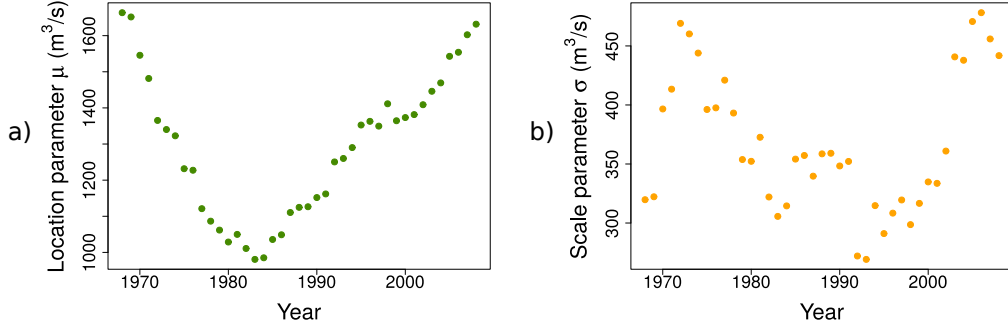 a)
Location parameter μ (m³/s)
1600
1400
1200
1000
1970 1980 1990 2000
Year
b)
Scale parameter σ (m³/s)
450
400
350
300
1970 1980 1990 2000
Year